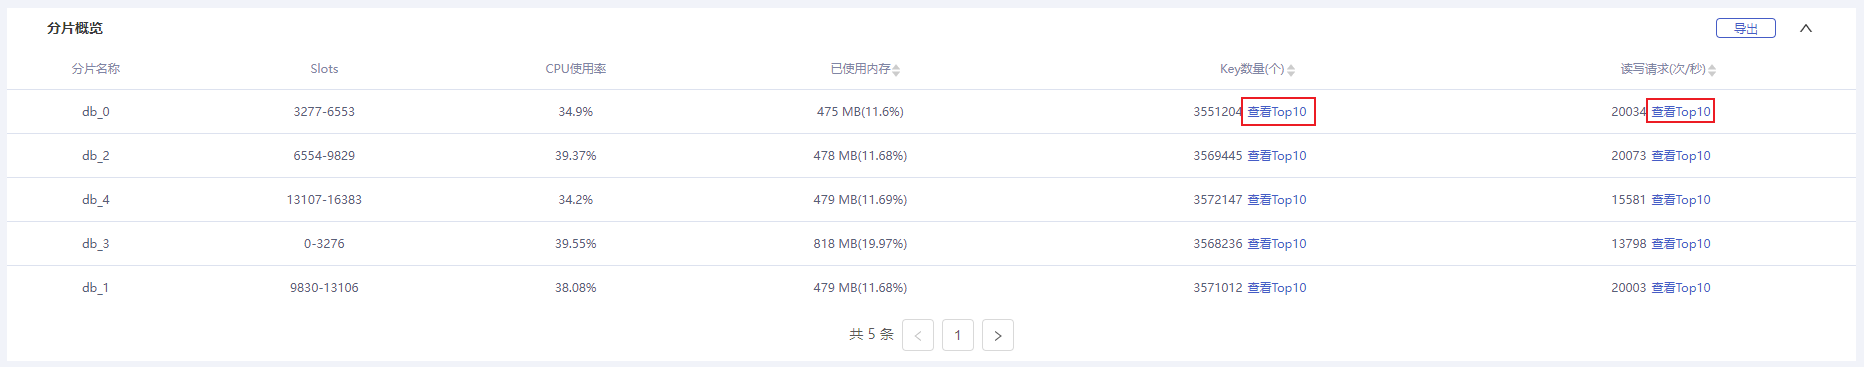 分片概览 导出
分片名称 Slots CPU使用率 已使用内存 Key数量(个) 读写请求(次/秒)
db_0 3277-6553 34.9% 475 MB(11.6%) 3551204 查看Top10 20034 查看Top10
db_2 6554-9829 39.37% 478 MB(11.68%) 3569445 查看Top10 20073 查看Top10
db_4 13107-16383 34.2% 479 MB(11.69%) 3572147 查看Top10 15581 查看Top10
db_3 0-3276 39.55% 818 MB(19.97%) 3568236 查看Top10 13798 查看Top10
db_1 9830-13106 38.08% 479 MB(11.68%) 3571012 查看Top10 20003 查看Top10
共 5 条 < 1 >